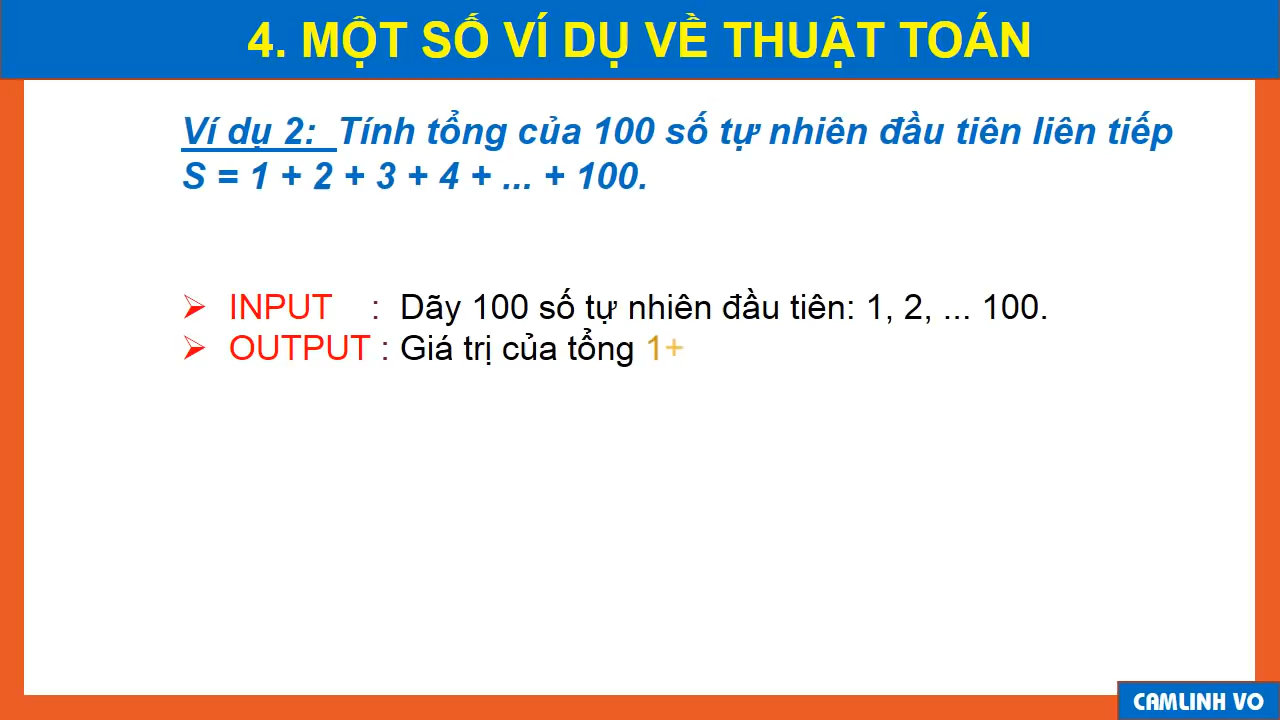 4. MỘT SỐ VÍ DỤ VỀ THUẬT TOÁN
Ví dụ 2: Tính tổng của 100 số tự nhiên đầu tiên liên tiếp
S = 1 + 2 + 3 + 4 + ... + 100.
➢ INPUT : Dãy 100 số tự nhiên đầu tiên: 1, 2, ... 100.
➢ OUTPUT : Giá trị của tổng 1+
CAMLINH VO